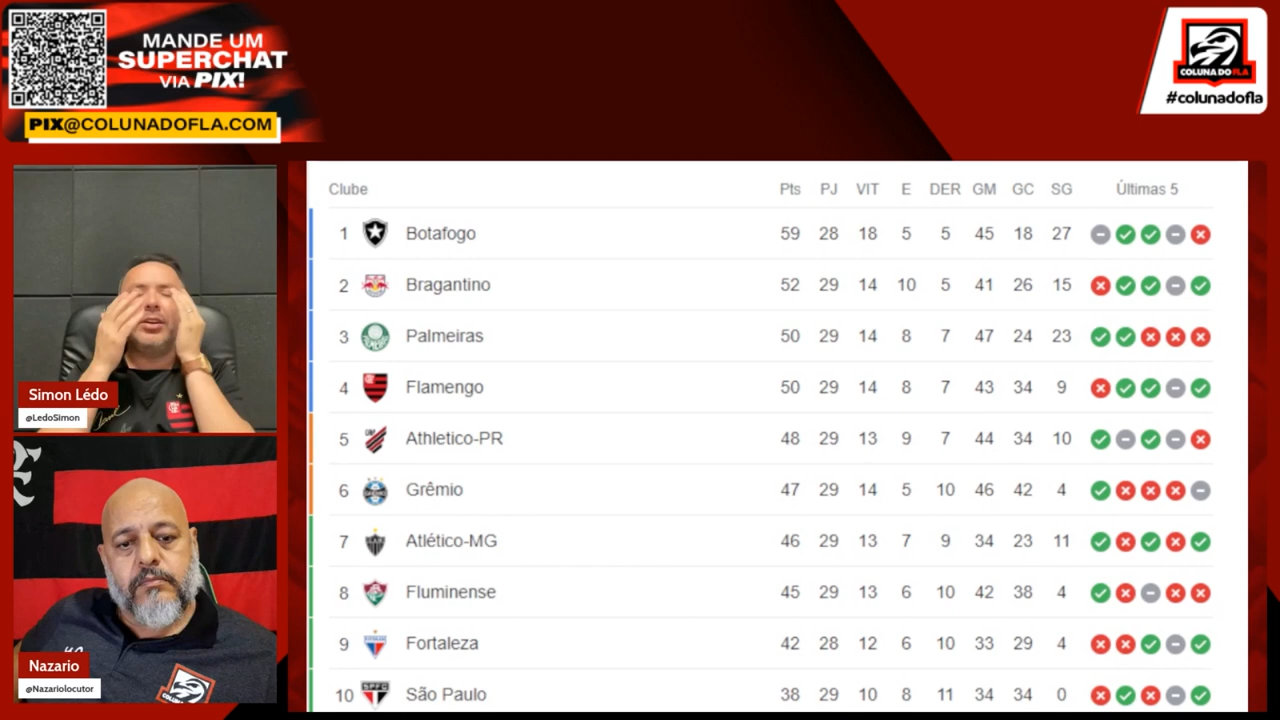 MANDE UM
SUPERCHAT
VIA PIX!
PIX@COLUNADOFLA.COM
COLUNA DO FLA
#colunadofla
Simon Lédo
@LedoSimon
Nazario
@Nazariolocutor
Clube Pts PJ VIT E DER GM GC SG Últimas 5
1 Botafogo 59 28 18 5 5 45 18 27
2 Bragantino 52 29 14 10 5 41 26 15
3 Palmeiras 50 29 14 8 7 47 24 23
4 Flamengo 50 29 14 8 7 43 34 9
5 Athletico-PR 48 29 13 9 7 44 34 10
6 Grêmio 47 29 14 5 10 46 42 4
7 Atlético-MG 46 29 13 7 9 34 23 11
8 Fluminense 45 29 13 6 10 42 38 4
9 Fortaleza 42 28 12 6 10 33 29 4
10 SPFC São Paulo 38 29 10 8 11 34 34 0